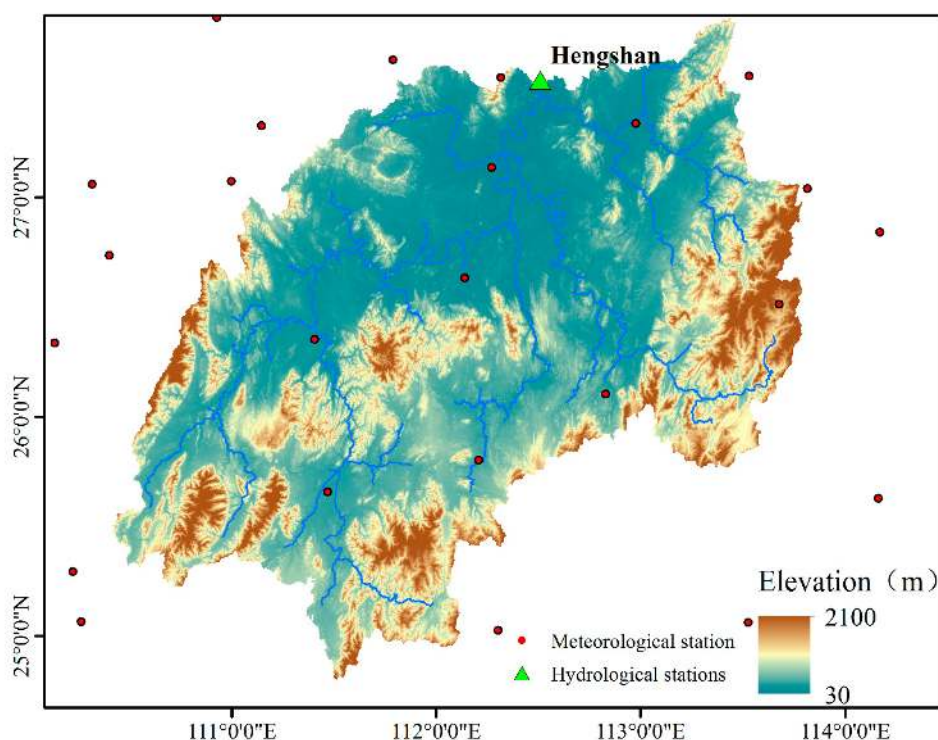 Hengshan
27°0'0"N
26°0'0"N
25°0'0"N
Elevation（m）
2100
30
Meteorological station
Hydrological stations
111°0'0"E
112°0'0"E
113°0'0"E
114°0'0"E